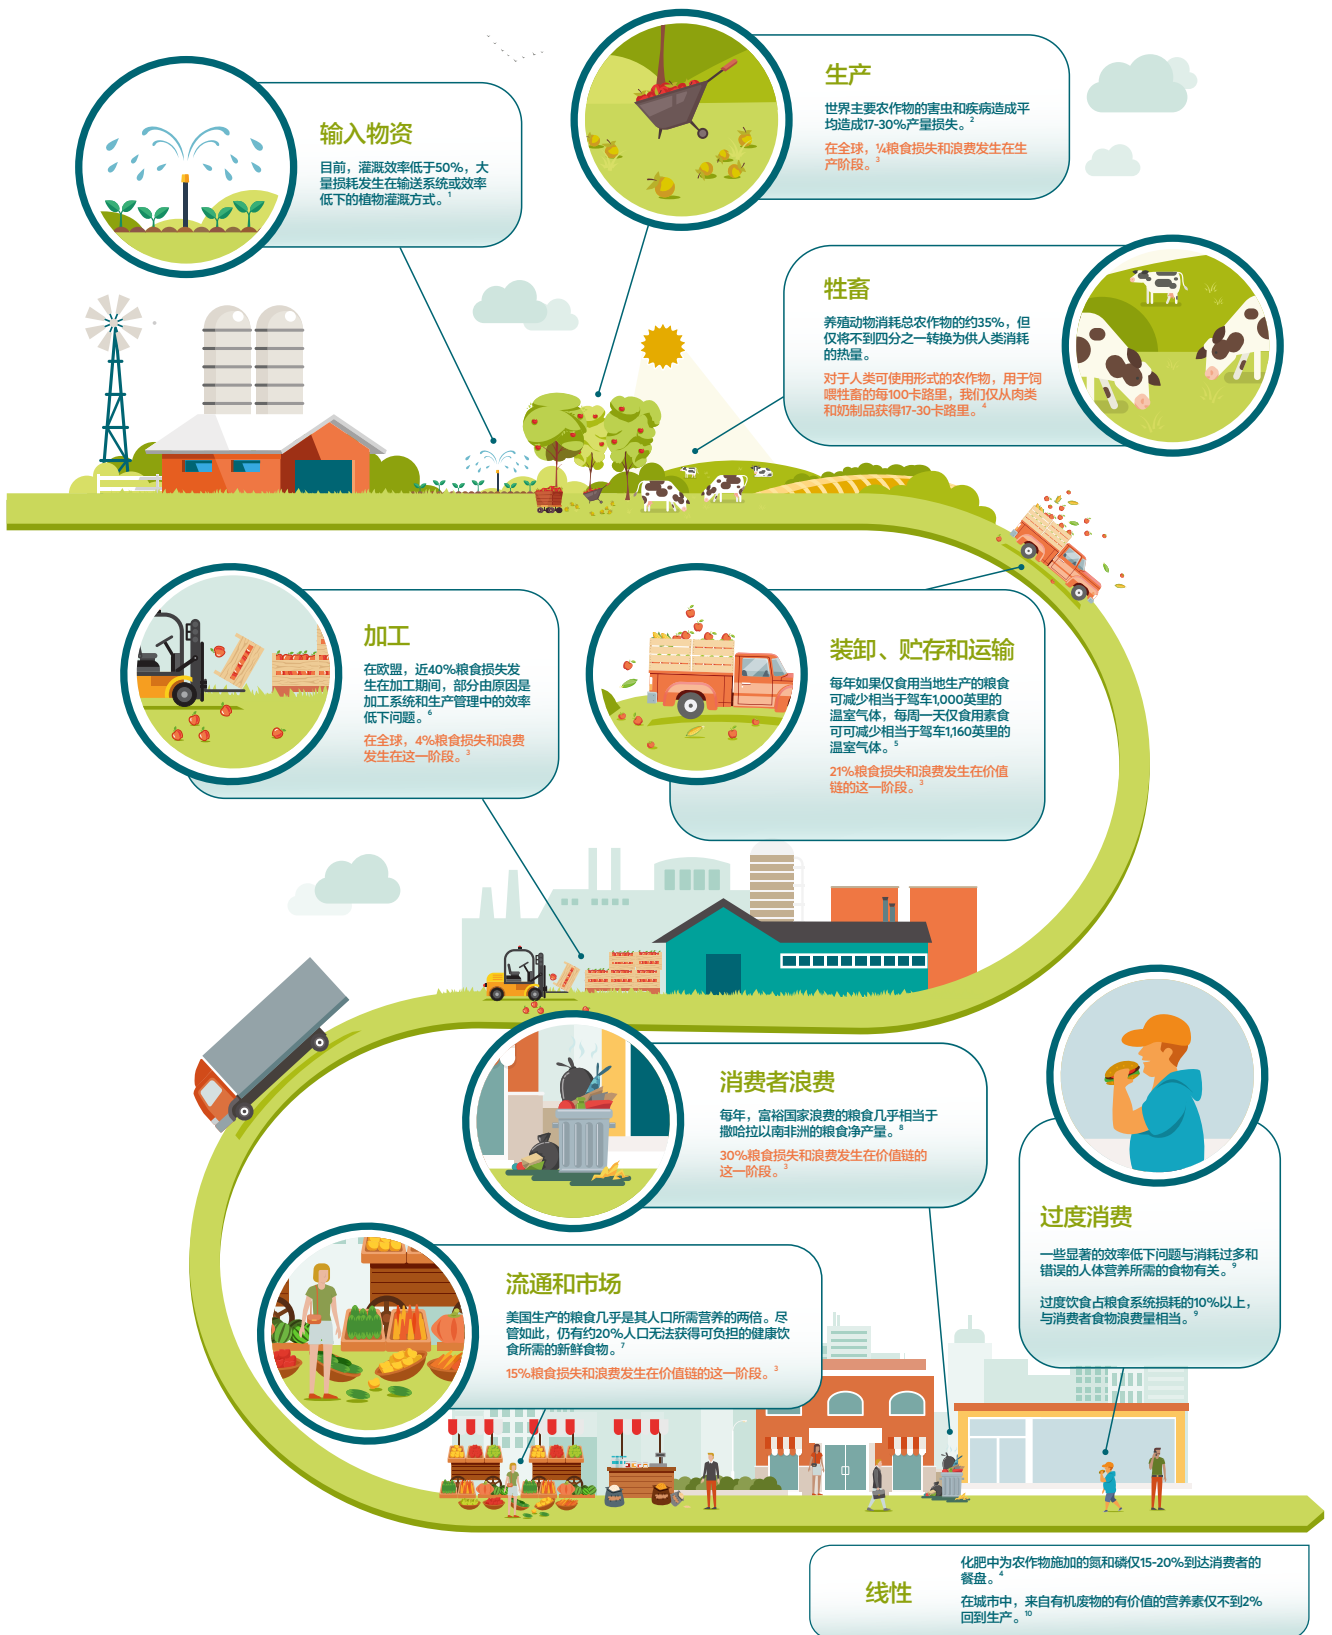 输入物资
目前，灌溉效率低于50%，大
量损耗发生在输送系统或效率
低下的植物灌溉方式。1
生产
世界主要农作物的害虫和疾病造成平
均造成17-30%产量损失。2
在全球，¼粮食损失和浪费发生在生
产阶段。3
牲畜
养殖动物消耗总农作物的约35%，但
仅将不到四分之一转换为供人类消耗
的热量。
对于人类可使用形式的农作物，用于饲
喂牲畜的每100卡路里，我们仅从肉类
和奶制品获得17-30卡路里。4
加工
在欧盟，近40%粮食损失发
生在加工期间，部分由原因是
加工系统和生产管理中的效率
低下问题。6
在全球，4%粮食损失和浪费
发生在这一阶段。3
装卸、贮存和运输
每年如果仅食用当地生产的粮食
可减少相当于驾车1,000英里的
温室气体，每周一天仅食用素食
可可减少相当于驾车1,160英里的
温室气体。5
21%粮食损失和浪费发生在价值
链的这一阶段。3
消费者浪费
每年，富裕国家浪费的粮食几乎相当于
撒哈拉以南非洲的粮食净产量。8
30%粮食损失和浪费发生在价值链的
这一阶段。3
过度消费
一些显著的效率低下问题与消耗过多和
错误的人体营养所需的食物有关。9
过度饮食占粮食系统损耗的10%以上，
与消费者食物浪费量相当。9
流通和市场
美国生产的粮食几乎是其人口所需营养的两倍。尽
管如此，仍有约20%人口无法获得可负担的健康饮
食所需的新鲜食物。7
15%粮食损失和浪费发生在价值链的这一阶段。3
线性
化肥中为农作物施加的氮和磷仅15-20%到达消费者的
餐盘。4
在城市中，来自有机废物的有价值的营养素仅不到2%
回到生产。10